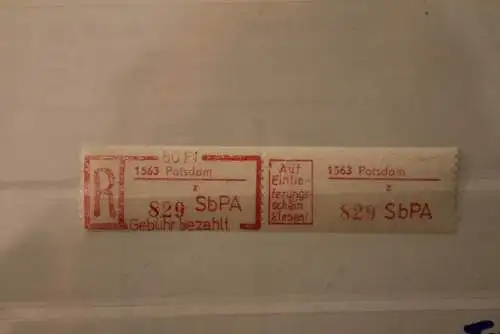 50 Pf
R
1563 Potsdam
z
829 SbPA
Gebühr bezahlt
Auf
Einlie-
ferungs-
schein
kleben!
1563 Potsdam
z
829 SbPA